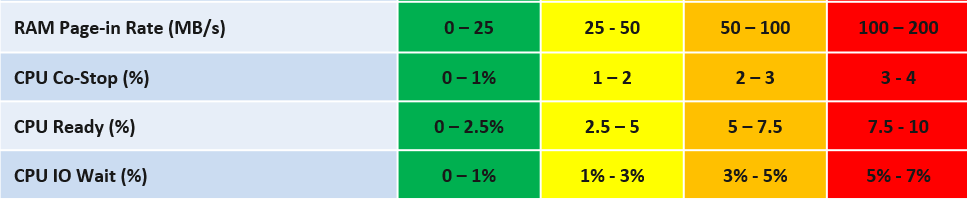 RAM Page-in Rate (MB/s) 0 – 25 25 - 50 50 – 100 100 – 200
CPU Co-Stop (%) 0 – 1% 1 – 2 2 – 3 3 - 4
CPU Ready (%) 0 – 2.5% 2.5 – 5 5 – 7.5 7.5 - 10
CPU IO Wait (%) 0 – 1% 1% - 3% 3% - 5% 5% - 7%